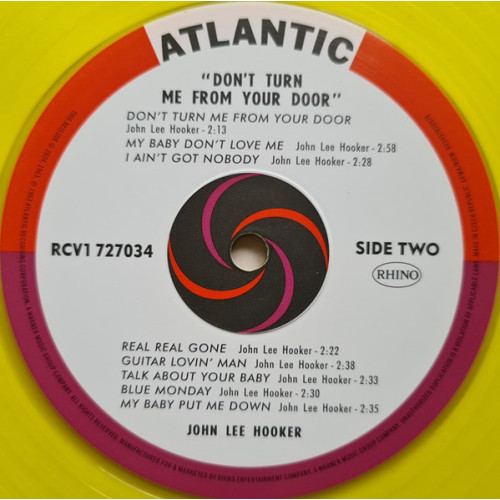 ATLANTIC
"DON'T TURN
ME FROM YOUR DOOR"
DON'T TURN ME FROM YOUR DOOR
John Lee Hooker - 2:13
MY BABY DON'T LOVE ME John Lee Hooker - 2:58
I AIN'T GOT NOBODY John Lee Hooker - 2:28
RCV1 727034
SIDE TWO
RHINO
REAL REAL GONE John Lee Hooker - 2:22
GUITAR LOVIN' MAN John Lee Hooker - 2:38
TALK ABOUT YOUR BABY John Lee Hooker - 2:33
BLUE MONDAY John Lee Hooker - 2:30
MY BABY PUT ME DOWN John Lee Hooker - 2:35
JOHN LEE HOOKER